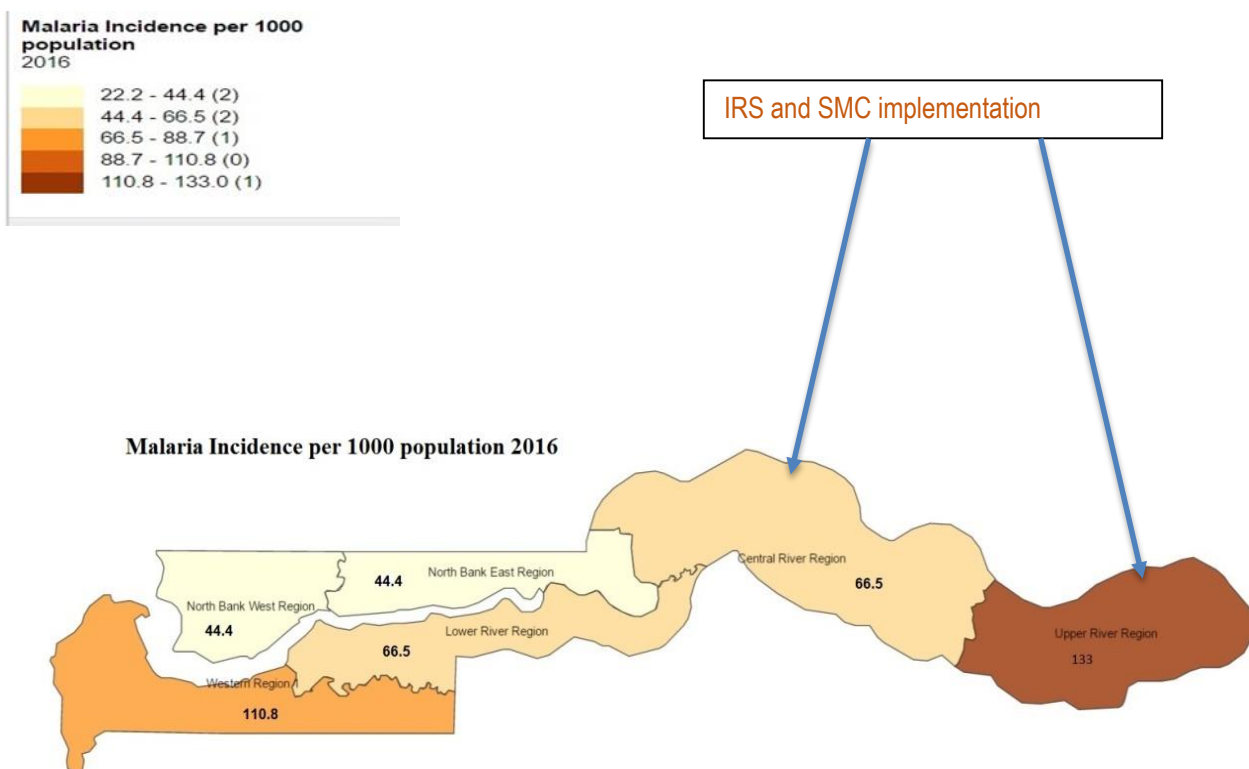 Malaria Incidence per 1000
population
2016
22.2 - 44.4 (2)
44.4 - 66.5 (2)
66.5 - 88.7 (1)
88.7 - 110.8 (0)
110.8 - 133.0 (1)
IRS and SMC implementation
Malaria Incidence per 1000 population 2016
North Bank East Region
44.4
North Bank West Region
44.4
Central River Region
66.5
Lower River Region
66.5
Upper River Region
133
Western Region 1
110.8